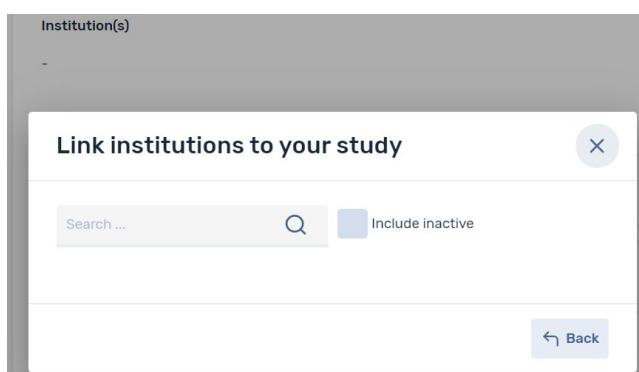 Institution(s)
-
Link institutions to your study
Search ...
Include inactive
Back